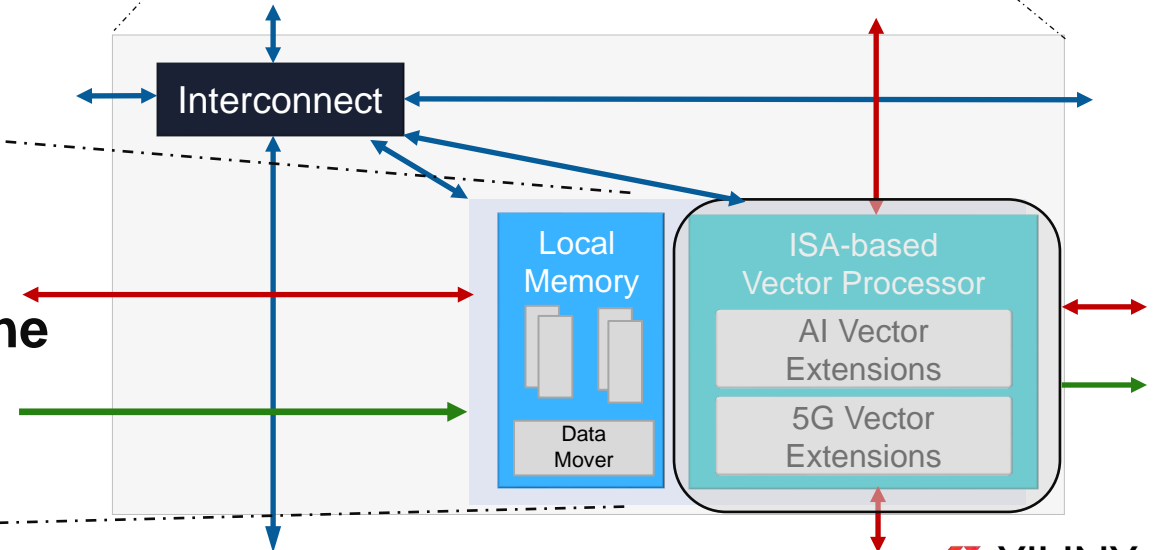 Interconnect
Local
Memory
ISA-based
Vector Processor
AI Vector
Extensions
5G Vector
Extensions
Data
Mover